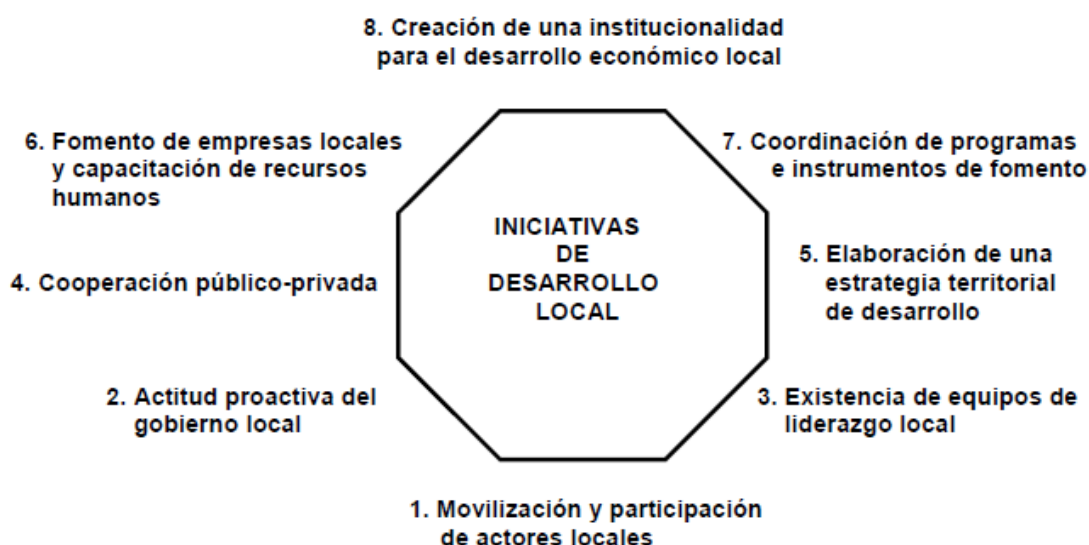 8. Creación de una institucionalidad
para el desarrollo económico local
6. Fomento de empresas locales
y capacitación de recursos
humanos
7. Coordinación de programas
e instrumentos de fomento
INICIATIVAS
DE
DESARROLLO
LOCAL
4. Cooperación público-privada
5. Elaboración de una
estrategia territorial
de desarrollo
2. Actitud proactiva del
gobierno local
3. Existencia de equipos de
liderazgo local
1. Movilización y participación
de actores locales